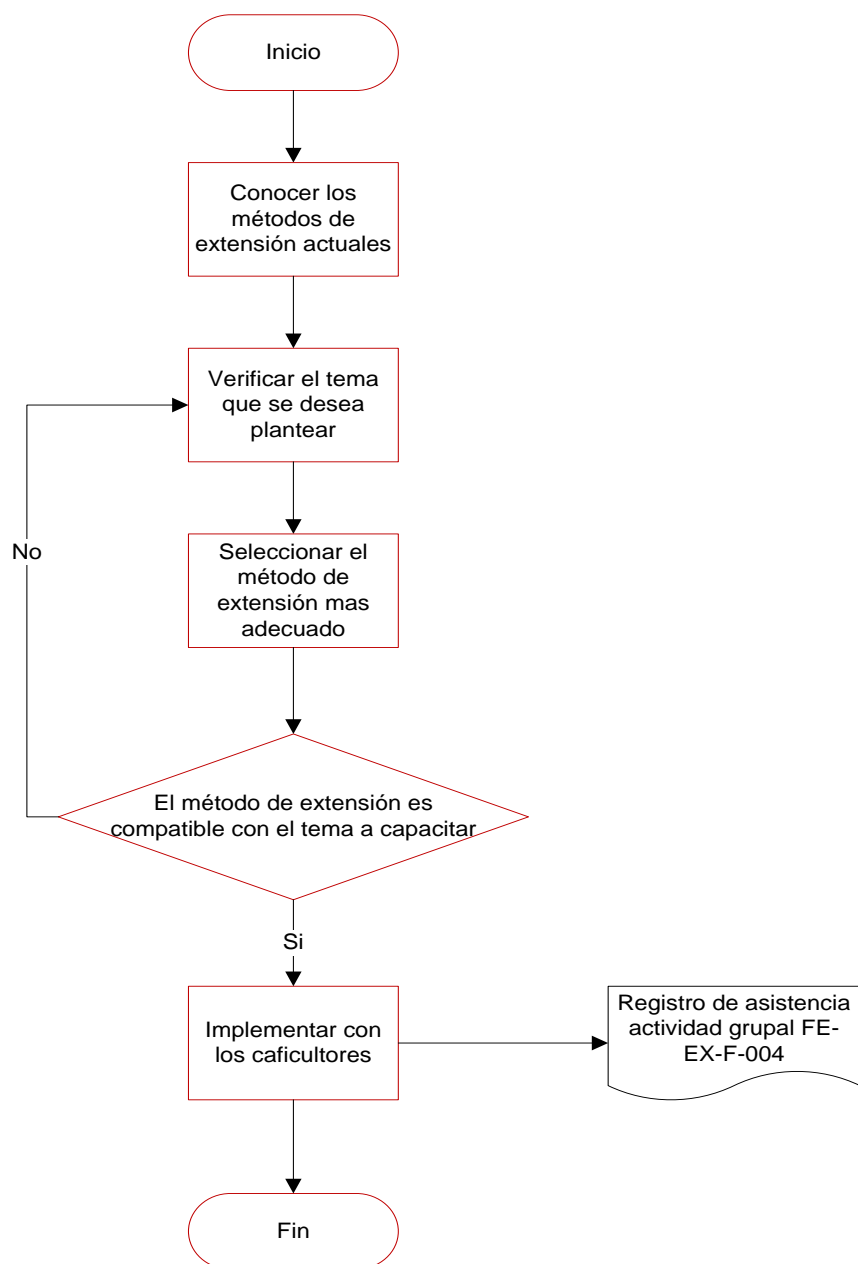 Inicio
Conocer los
métodos de
extensión actuales
Verificar el tema
que se desea
plantear
No
Seleccionar el
método de
extensión mas
adecuado
El método de extensión es
compatible con el tema a capacitar
Si
Implementar con
los caficultores
Registro de asistencia
actividad grupal FE-
EX-F-004
Fin